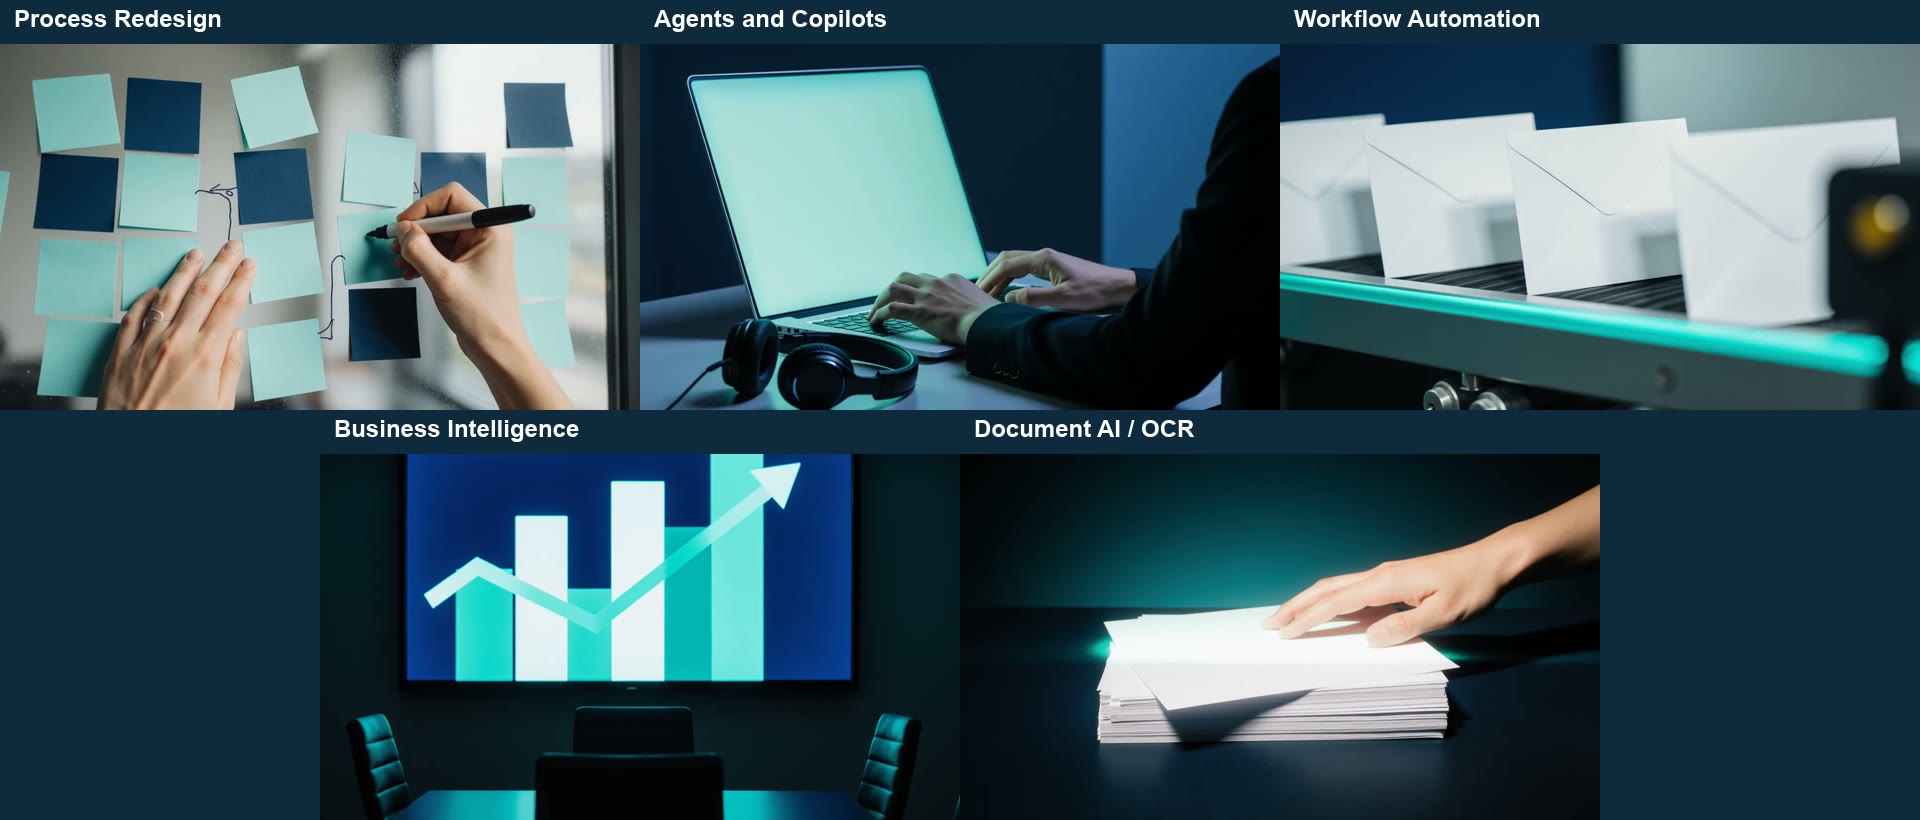 Process Redesign
Agents and Copilots
Workflow Automation
Business Intelligence
Document AI / OCR